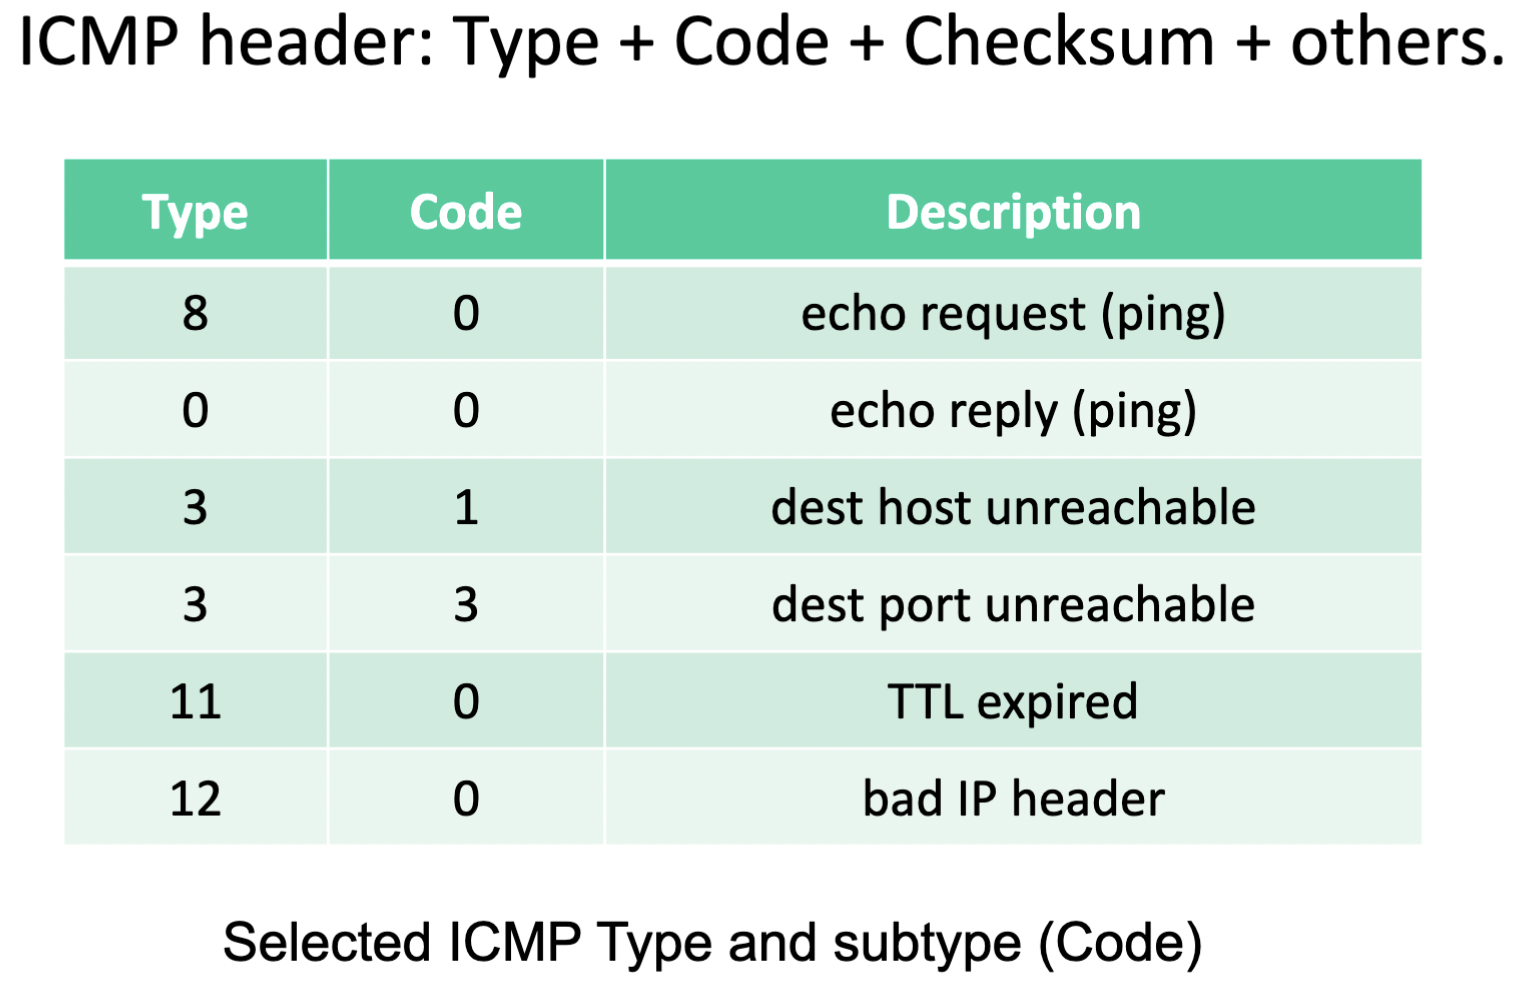 ICMP header: Type + Code + Checksum + others.
Type Code Description
8 0 echo request (ping)
0 0 echo reply (ping)
3 1 dest host unreachable
3 3 dest port unreachable
11 0 TTL expired
12 0 bad IP header
Selected ICMP Type and subtype (Code)